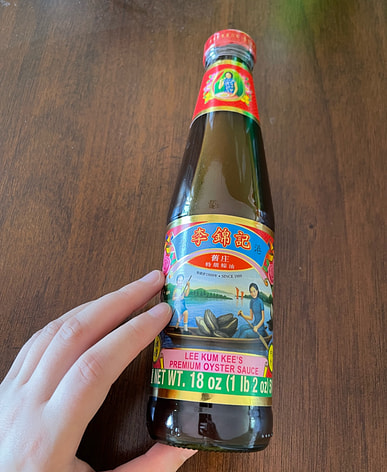 李錦記
舊庄
特級蠔油
SINCE 1888
LEE KUM KEE'S
PREMIUM OYSTER SAUCE
NET WT. 18 oz (1 lb 2 oz)